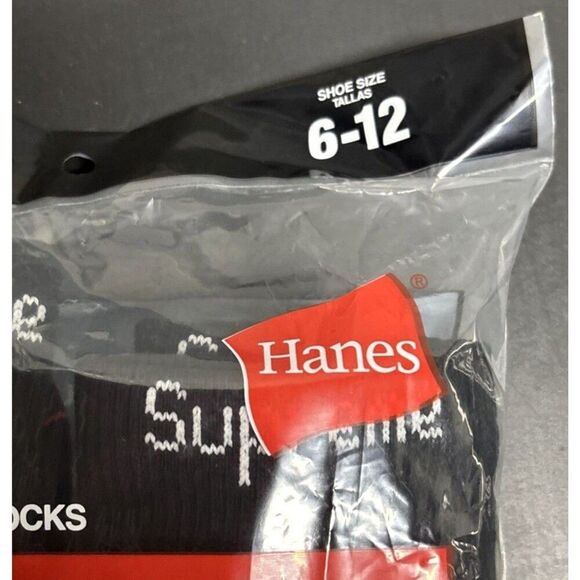 SHOE SIZE
TALLAS
6-12
®
Hanes
Supreme
OCKS